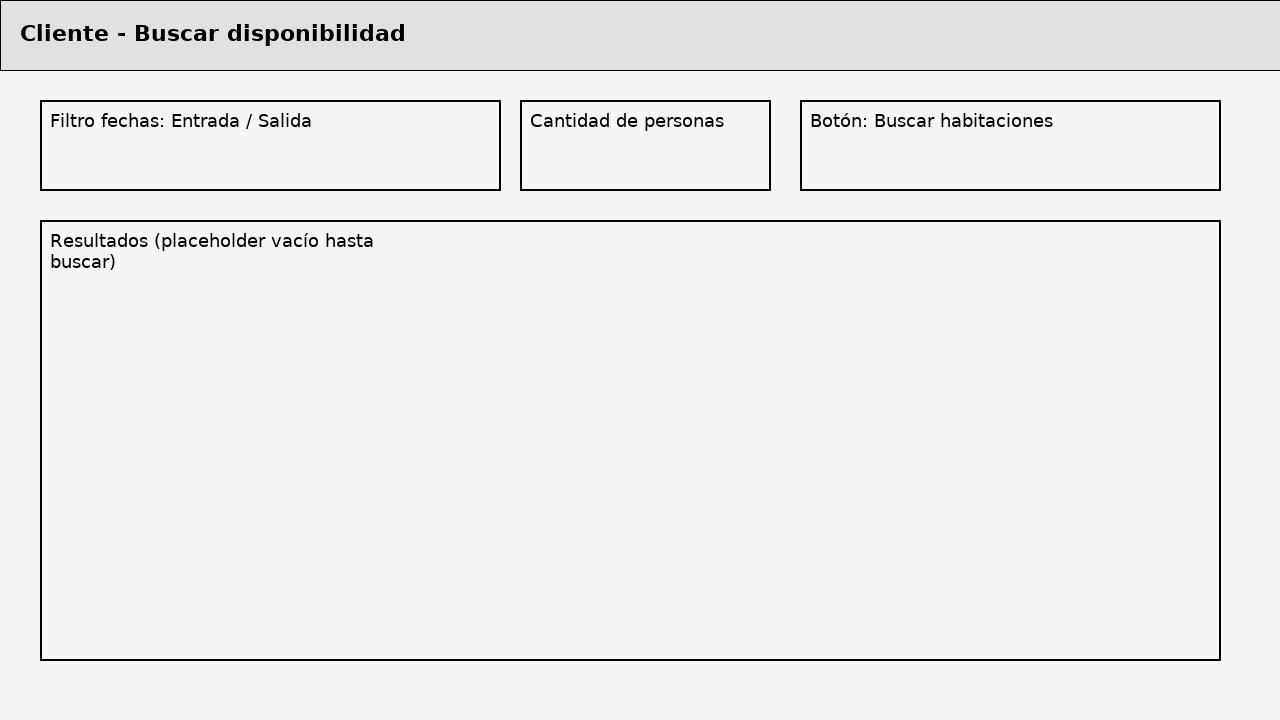 Cliente - Buscar disponibilidad
Filtro fechas: Entrada / Salida
Cantidad de personas
Botón: Buscar habitaciones
Resultados (placeholder vacío hasta
buscar)